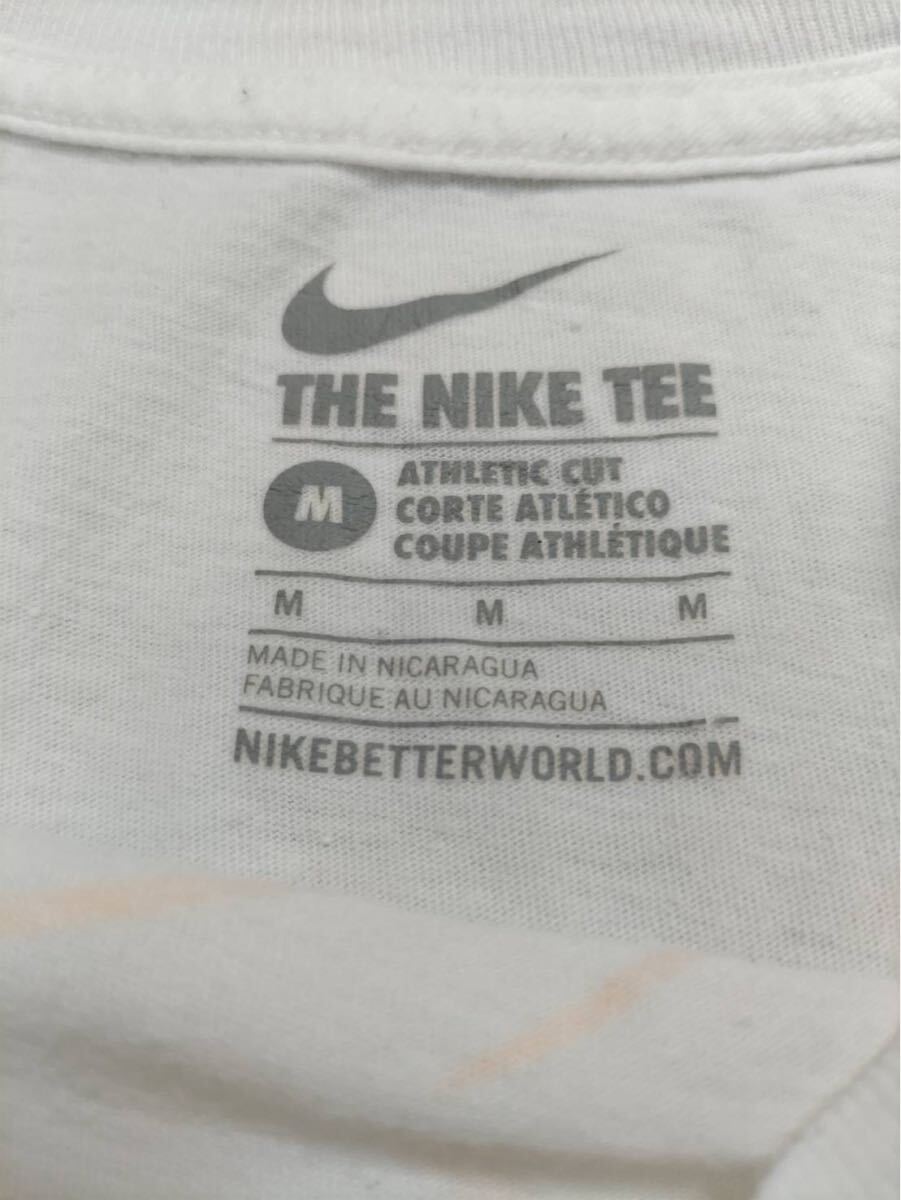 THE NIKE TEE
M
ATHLETIC CUT
CORTE ATLÉTICO
COUPE ATHLÉTIQUE
M M M
MADE IN NICARAGUA
FABRIQUE AU NICARAGUA
NIKEBETTERWORLD.COM